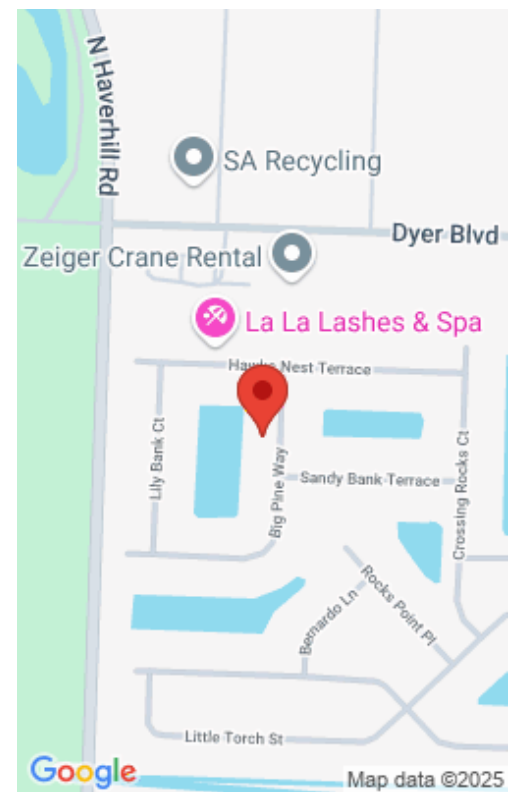 N Haverhill Rd
SA Recycling
Dyer Blvd
Zeiger Crane Rental
La La Lashes & Spa
Hawks Nest Terrace
Lily Bank Ct
Big Pine Way
Sandy Bank Terrace
Crossing Rocks Ct
Rocks Point Pl
Bernardo Ln
Little Torch St
Google
Map data ©2025